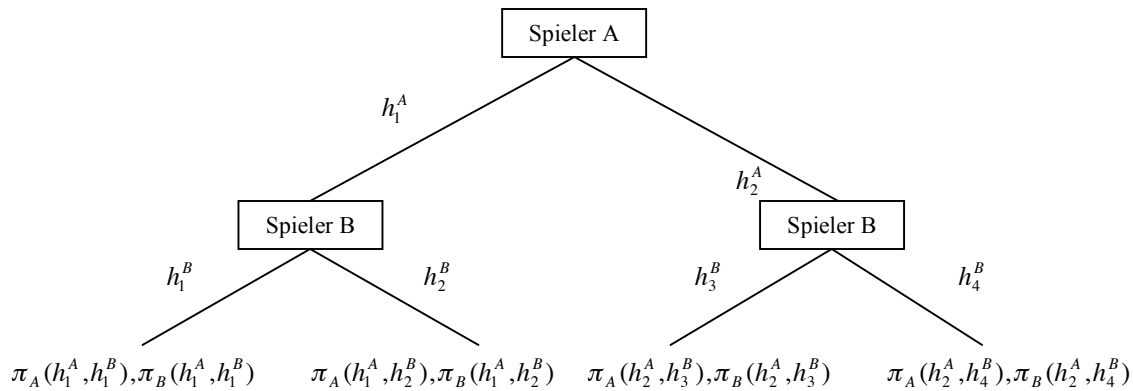 Spieler A
h_1^A
h_2^A
Spieler B Spieler B
h_1^B h_2^B h_3^B h_4^B
π_A(h_1^A,h_1^B),π_B(h_1^A,h_1^B) π_A(h_1^A,h_2^B),π_B(h_1^A,h_2^B) π_A(h_2^A,h_3^B),π_B(h_2^A,h_3^B) π_A(h_2^A,h_4^B),π_B(h_2^A,h_4^B)